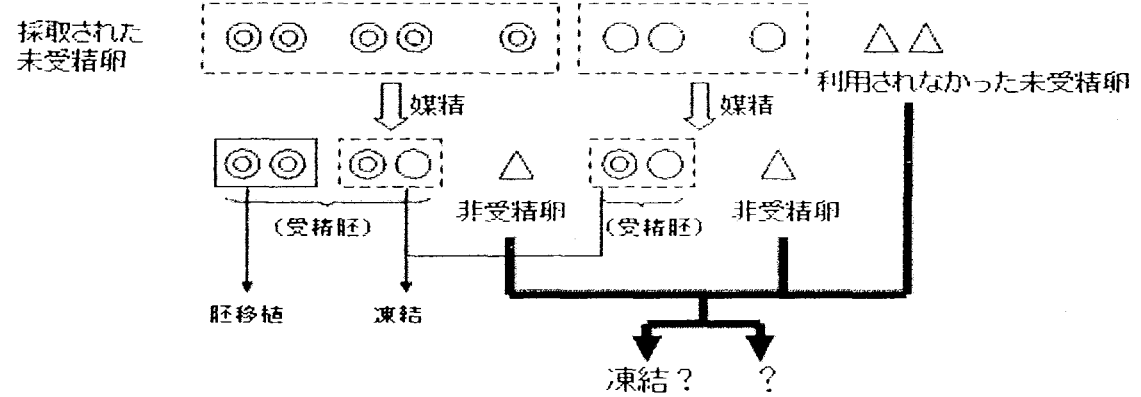 採取された
未受精卵
利用されなかった未受精卵
媒精
媒精
非受精卵
非受精卵
(受精胚)
(受精胚)
胚移植
凍結
凍結?
?